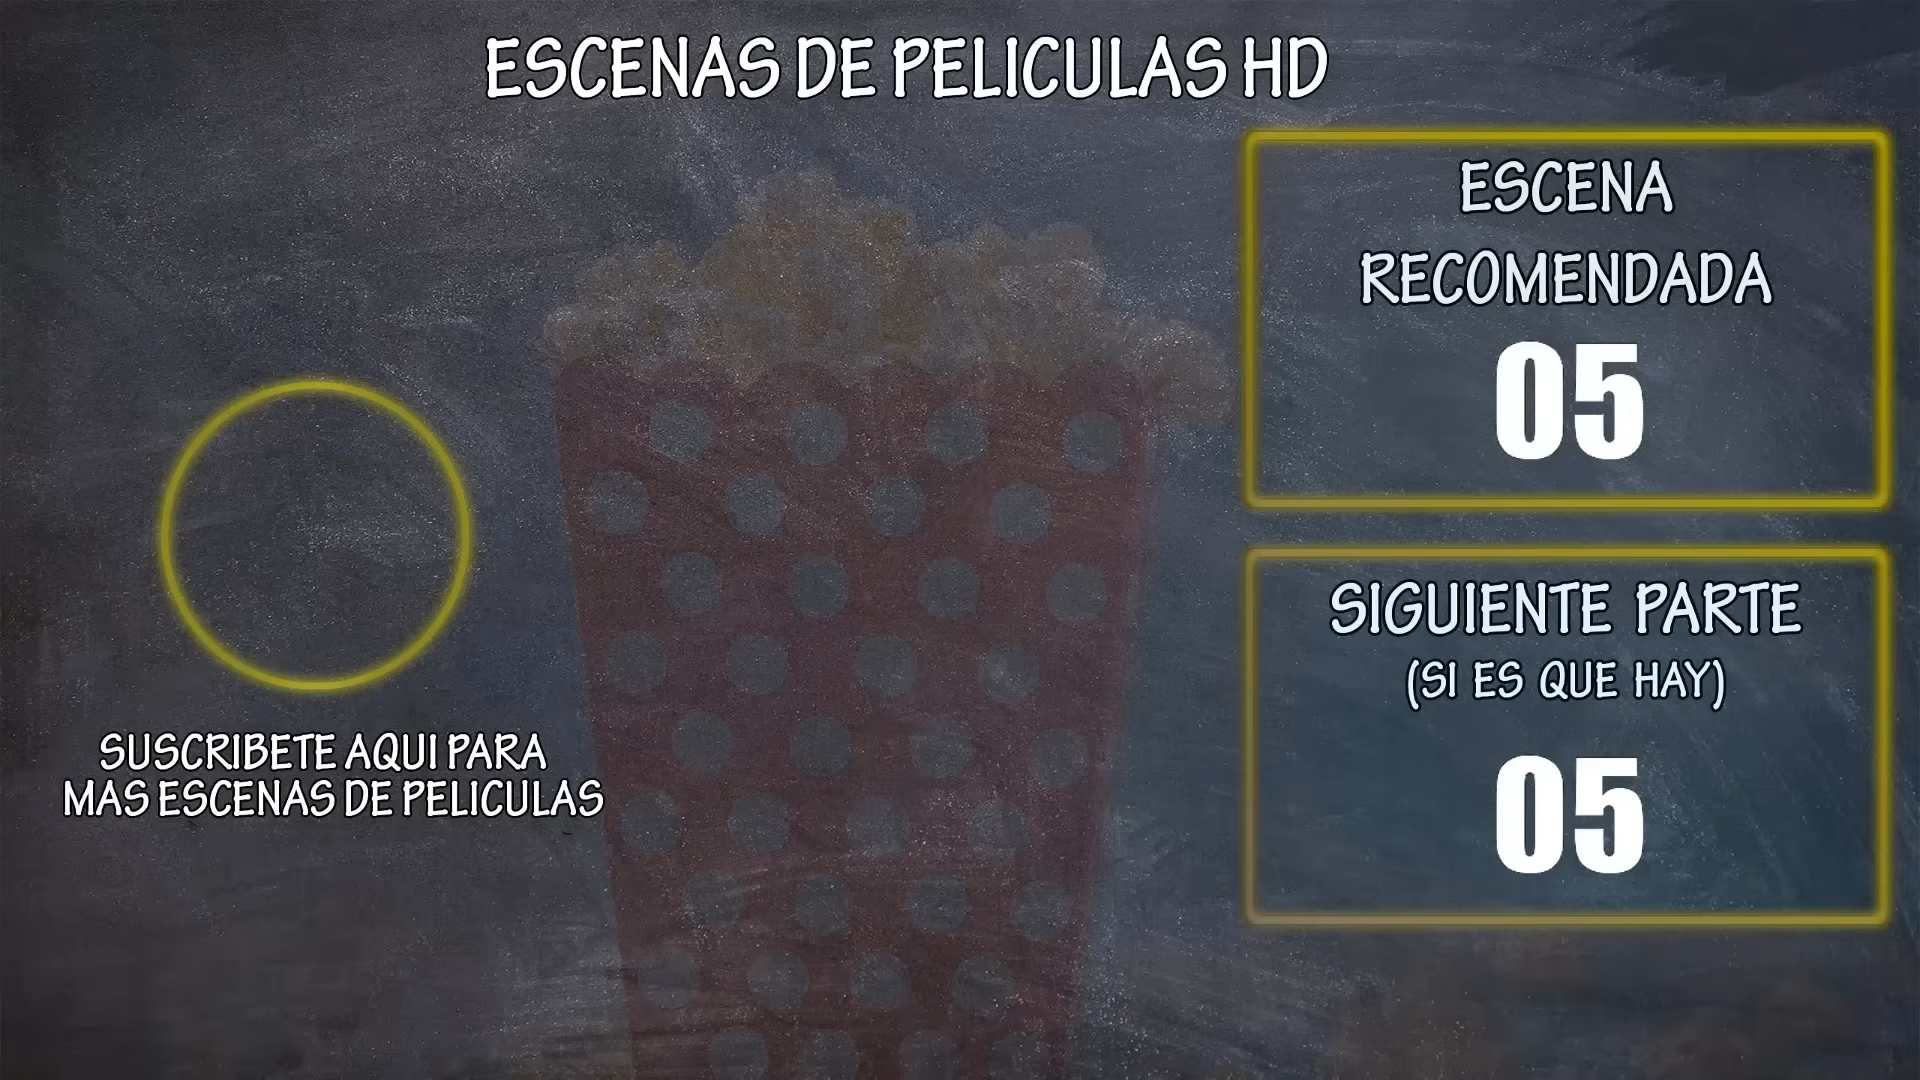 ESCENAS DE PELICULAS HD
ESCENA
RECOMENDADA
05
SIGUIENTE PARTE
(SI ES QUE HAY)
05
SUSCRIBETE AQUI PARA
MAS ESCENAS DE PELICULAS